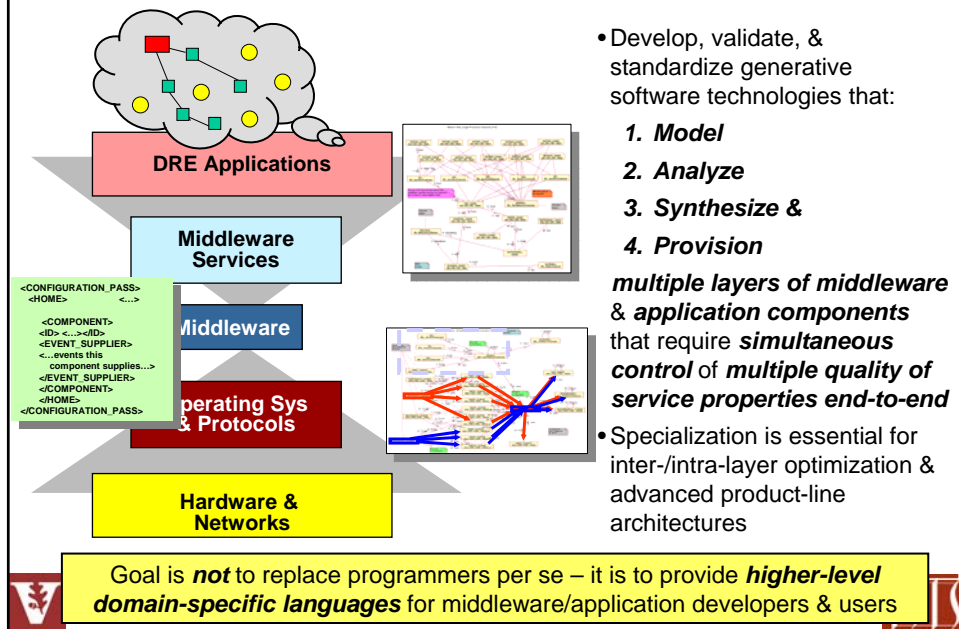 DRE Applications
Middleware
Services
Middleware
Operating Sys
& Protocols
Hardware &
Networks
<CONFIGURATION_PASS>
<HOME> <...>
<COMPONENT>
<ID> <...></ID>
<EVENT_SUPPLIER>
<...events this
component supplies...>
</EVENT_SUPPLIER>
</COMPONENT>
</HOME>
</CONFIGURATION_PASS>
•Develop, validate, &
standardize generative
software technologies that:
1. Model
2. Analyze
3. Synthesize &
4. Provision
multiple layers of middleware
& application components
that require simultaneous
control of multiple quality of
service properties end-to-end
•Specialization is essential for
inter-/intra-layer optimization &
advanced product-line
architectures
Goal is not to replace programmers per se – it is to provide higher-level
domain-specific languages for middleware/application developers & users